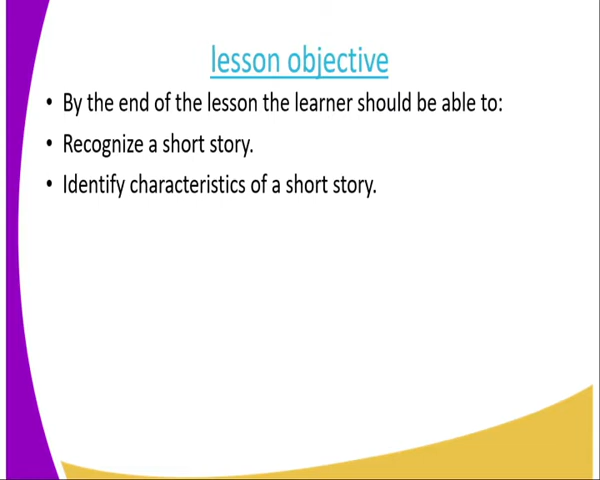 lesson objective
• By the end of the lesson the learner should be able to:
• Recognize a short story.
• Identify characteristics of a short story.